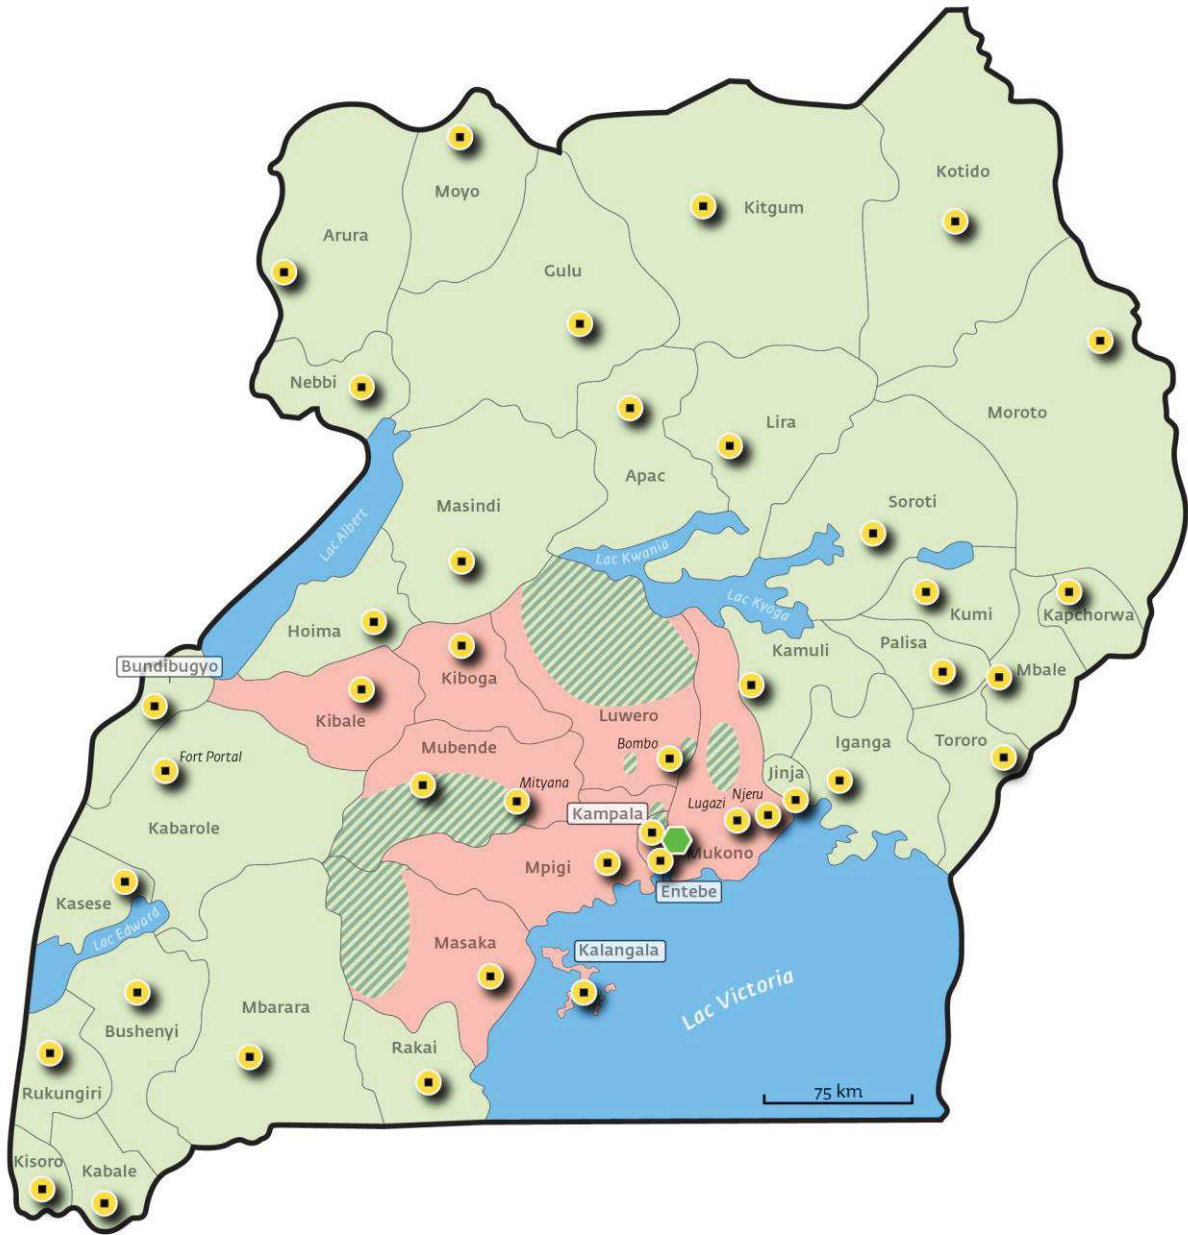 Kotido
Moyo
Kitgum
Arura
Gulu
Nebbi
Moroto
Lira
Apac
Soroti
Masindi
Lac Albert
Lac Kwania
Lac Kyoga
Kumi
Kapchorwa
Hoima
Palisa
Kamuli
Mbale
Bundibugyo
Kiboga
Kibale
Luwero
Bombo
Mubende
Iganga
Tororo
Fort Portal
Jinja
Mityana
Njeru
Lugazi
Kampala
Kabarole
Mukono
Mpigi
Entebe
Kasese
Lac Edward
Masaka
Kalangala
Lac Victoria
Mbarara
Bushenyi
Rakai
Rukungiri
75 km
Kisoro
Kabale